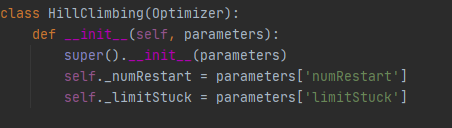 class HillClimbing(Optimizer):
    def __init__(self, parameters):
        super().__init__(parameters)
        self._numRestart = parameters['numRestart']
        self._limitStuck = parameters['limitStuck']